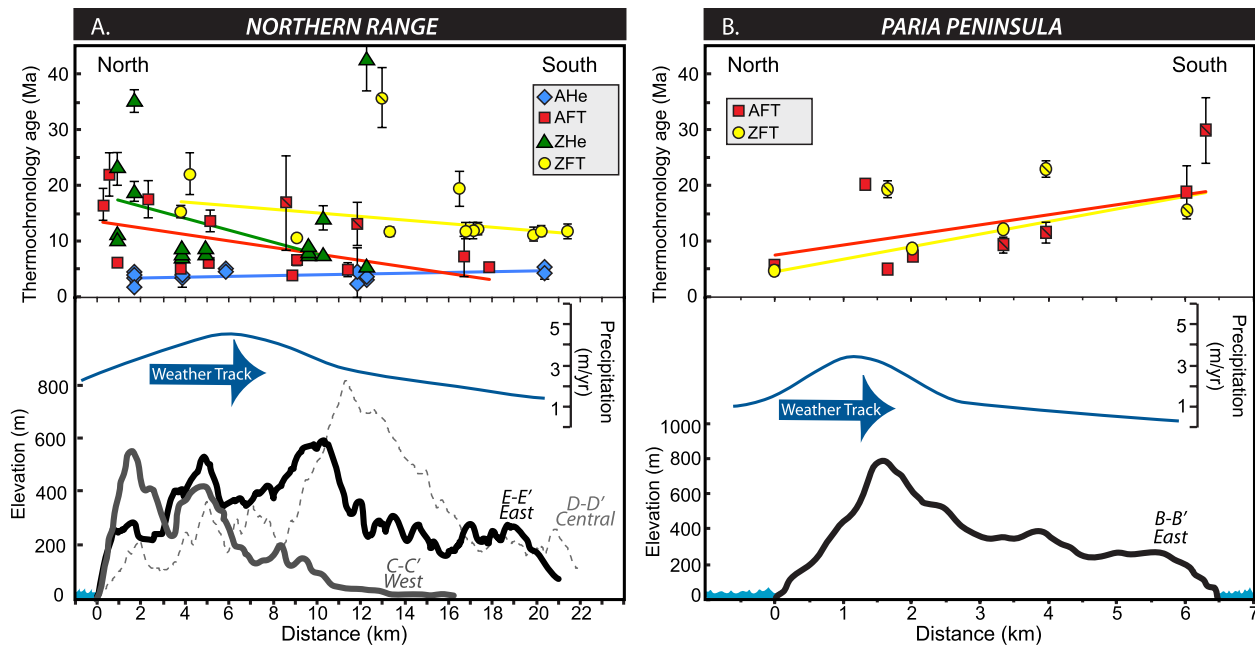 A. NORTHERN RANGE
North
South
AHe
AFT
ZHe
ZFT
Thermochronology age (Ma)
40
30
20
10
0
Weather Track
5
3
1
Precipitation
(m/yr)
Elevation (m)
800
600
400
200
0
E-E'
East
D-D'
Central
C-C'
West
0 2 4 6 8 10 12 14 16 18 20 21 22
Distance (km)
B. PARIA PENINSULA
North
South
AFT
ZFT
Thermochronology age (Ma)
40
30
20
10
0
Weather Track
5
3
1
Precipitation
(m/yr)
Elevation (m)
1000
800
600
400
200
0
B-B'
East
0 1 2 3 4 5 6 7
Distance (km)